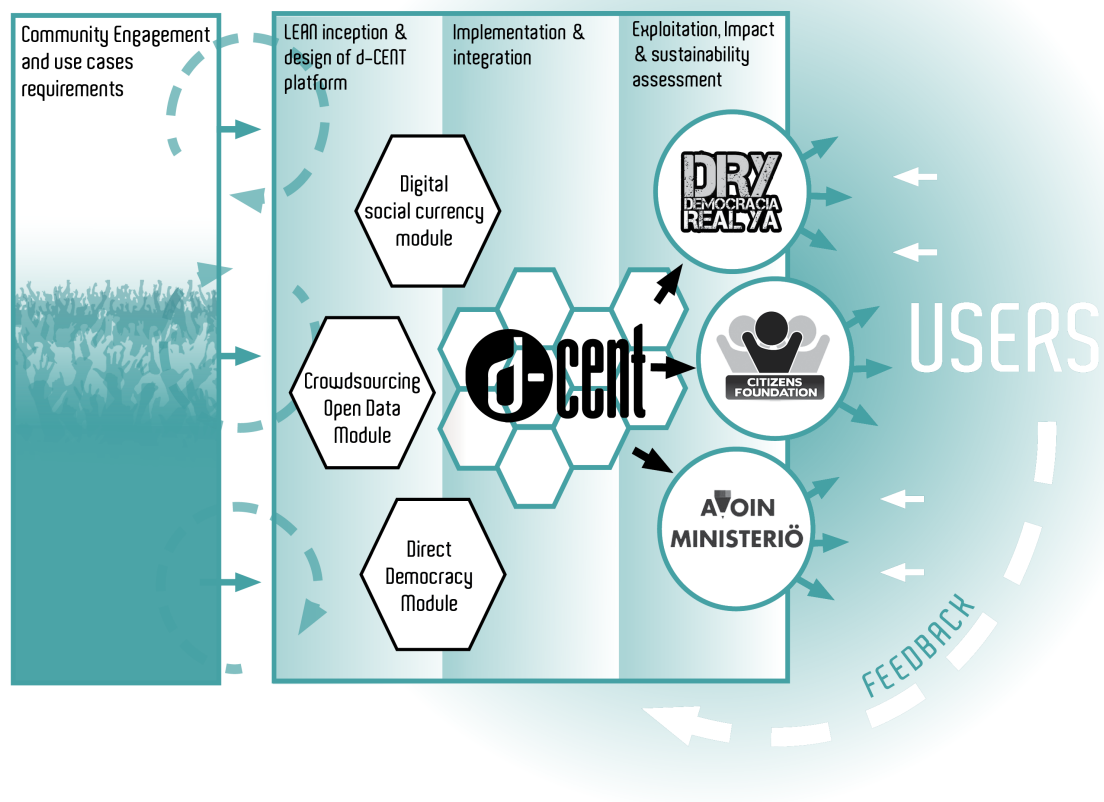 Community Engagement
and use cases
requirements
LEAN inception &
design of d-CENT
platform
Implementation &
integration
Exploitation, Impact
& sustainability
assessment
Digital
social currency
module
Crowdsourcing
Open Data
Module
Direct
Democracy
Module
d-cent
DRY
DEMOCRACIA
REAL YA
CITIZENS
FOUNDATION
AVOIN
MINISTERIÖ
USERS
FEEDBACK